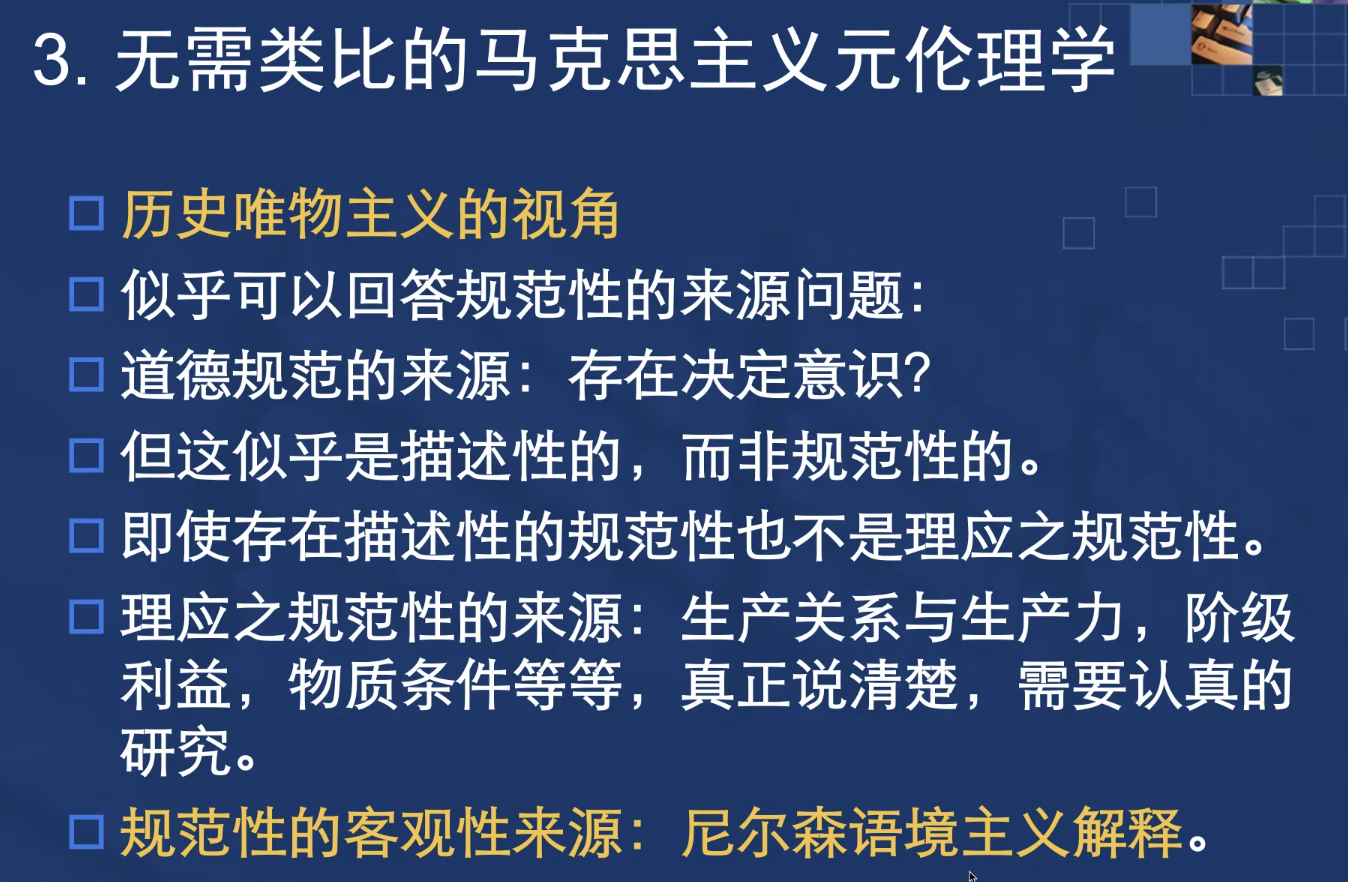 3. 无需类比的马克思主义元伦理学
历史唯物主义的视角
似乎可以回答规范性的来源问题：
道德规范的来源：存在决定意识？
但这似乎是描述性的，而非规范性的。
即使存在描述性的规范性也不是理应之规范性。
理应之规范性的来源：生产关系与生产力，阶级
利益，物质条件等等，真正说清楚，需要认真的
研究。
规范性的客观性来源：尼尔森语境主义解释。